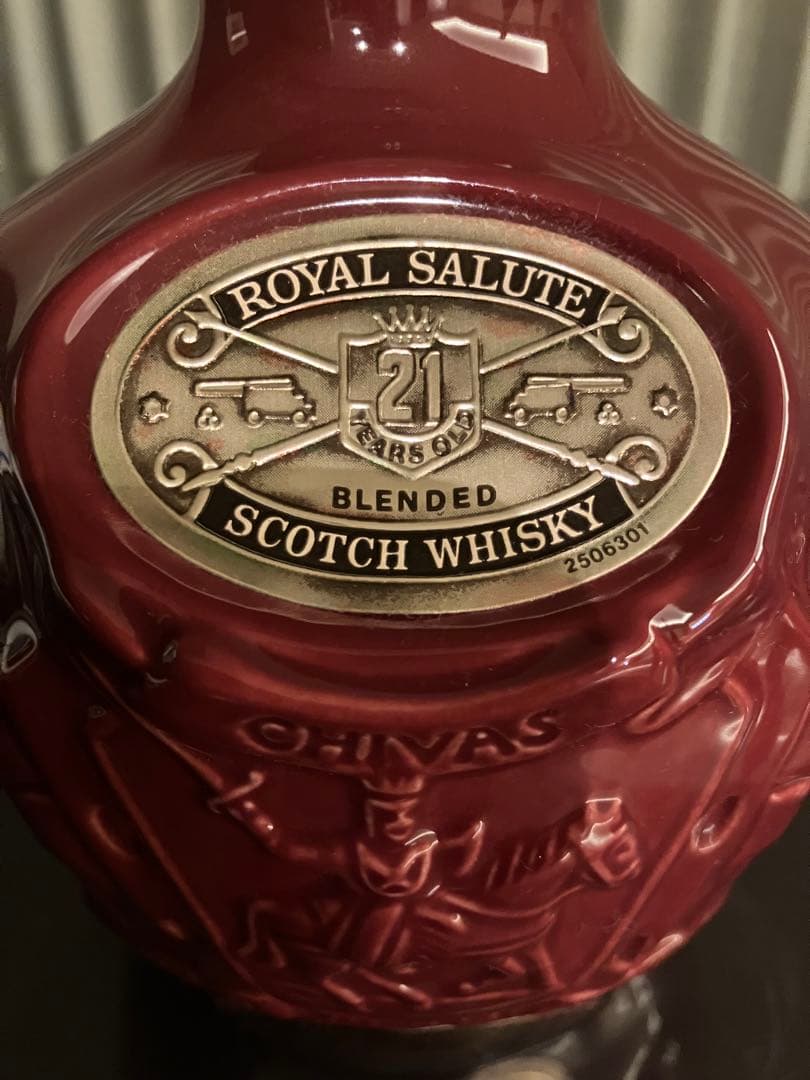 ROYAL SALUTE
21
YEARS OLD
BLENDED
SCOTCH WHISKY
2506301
CHIVAS